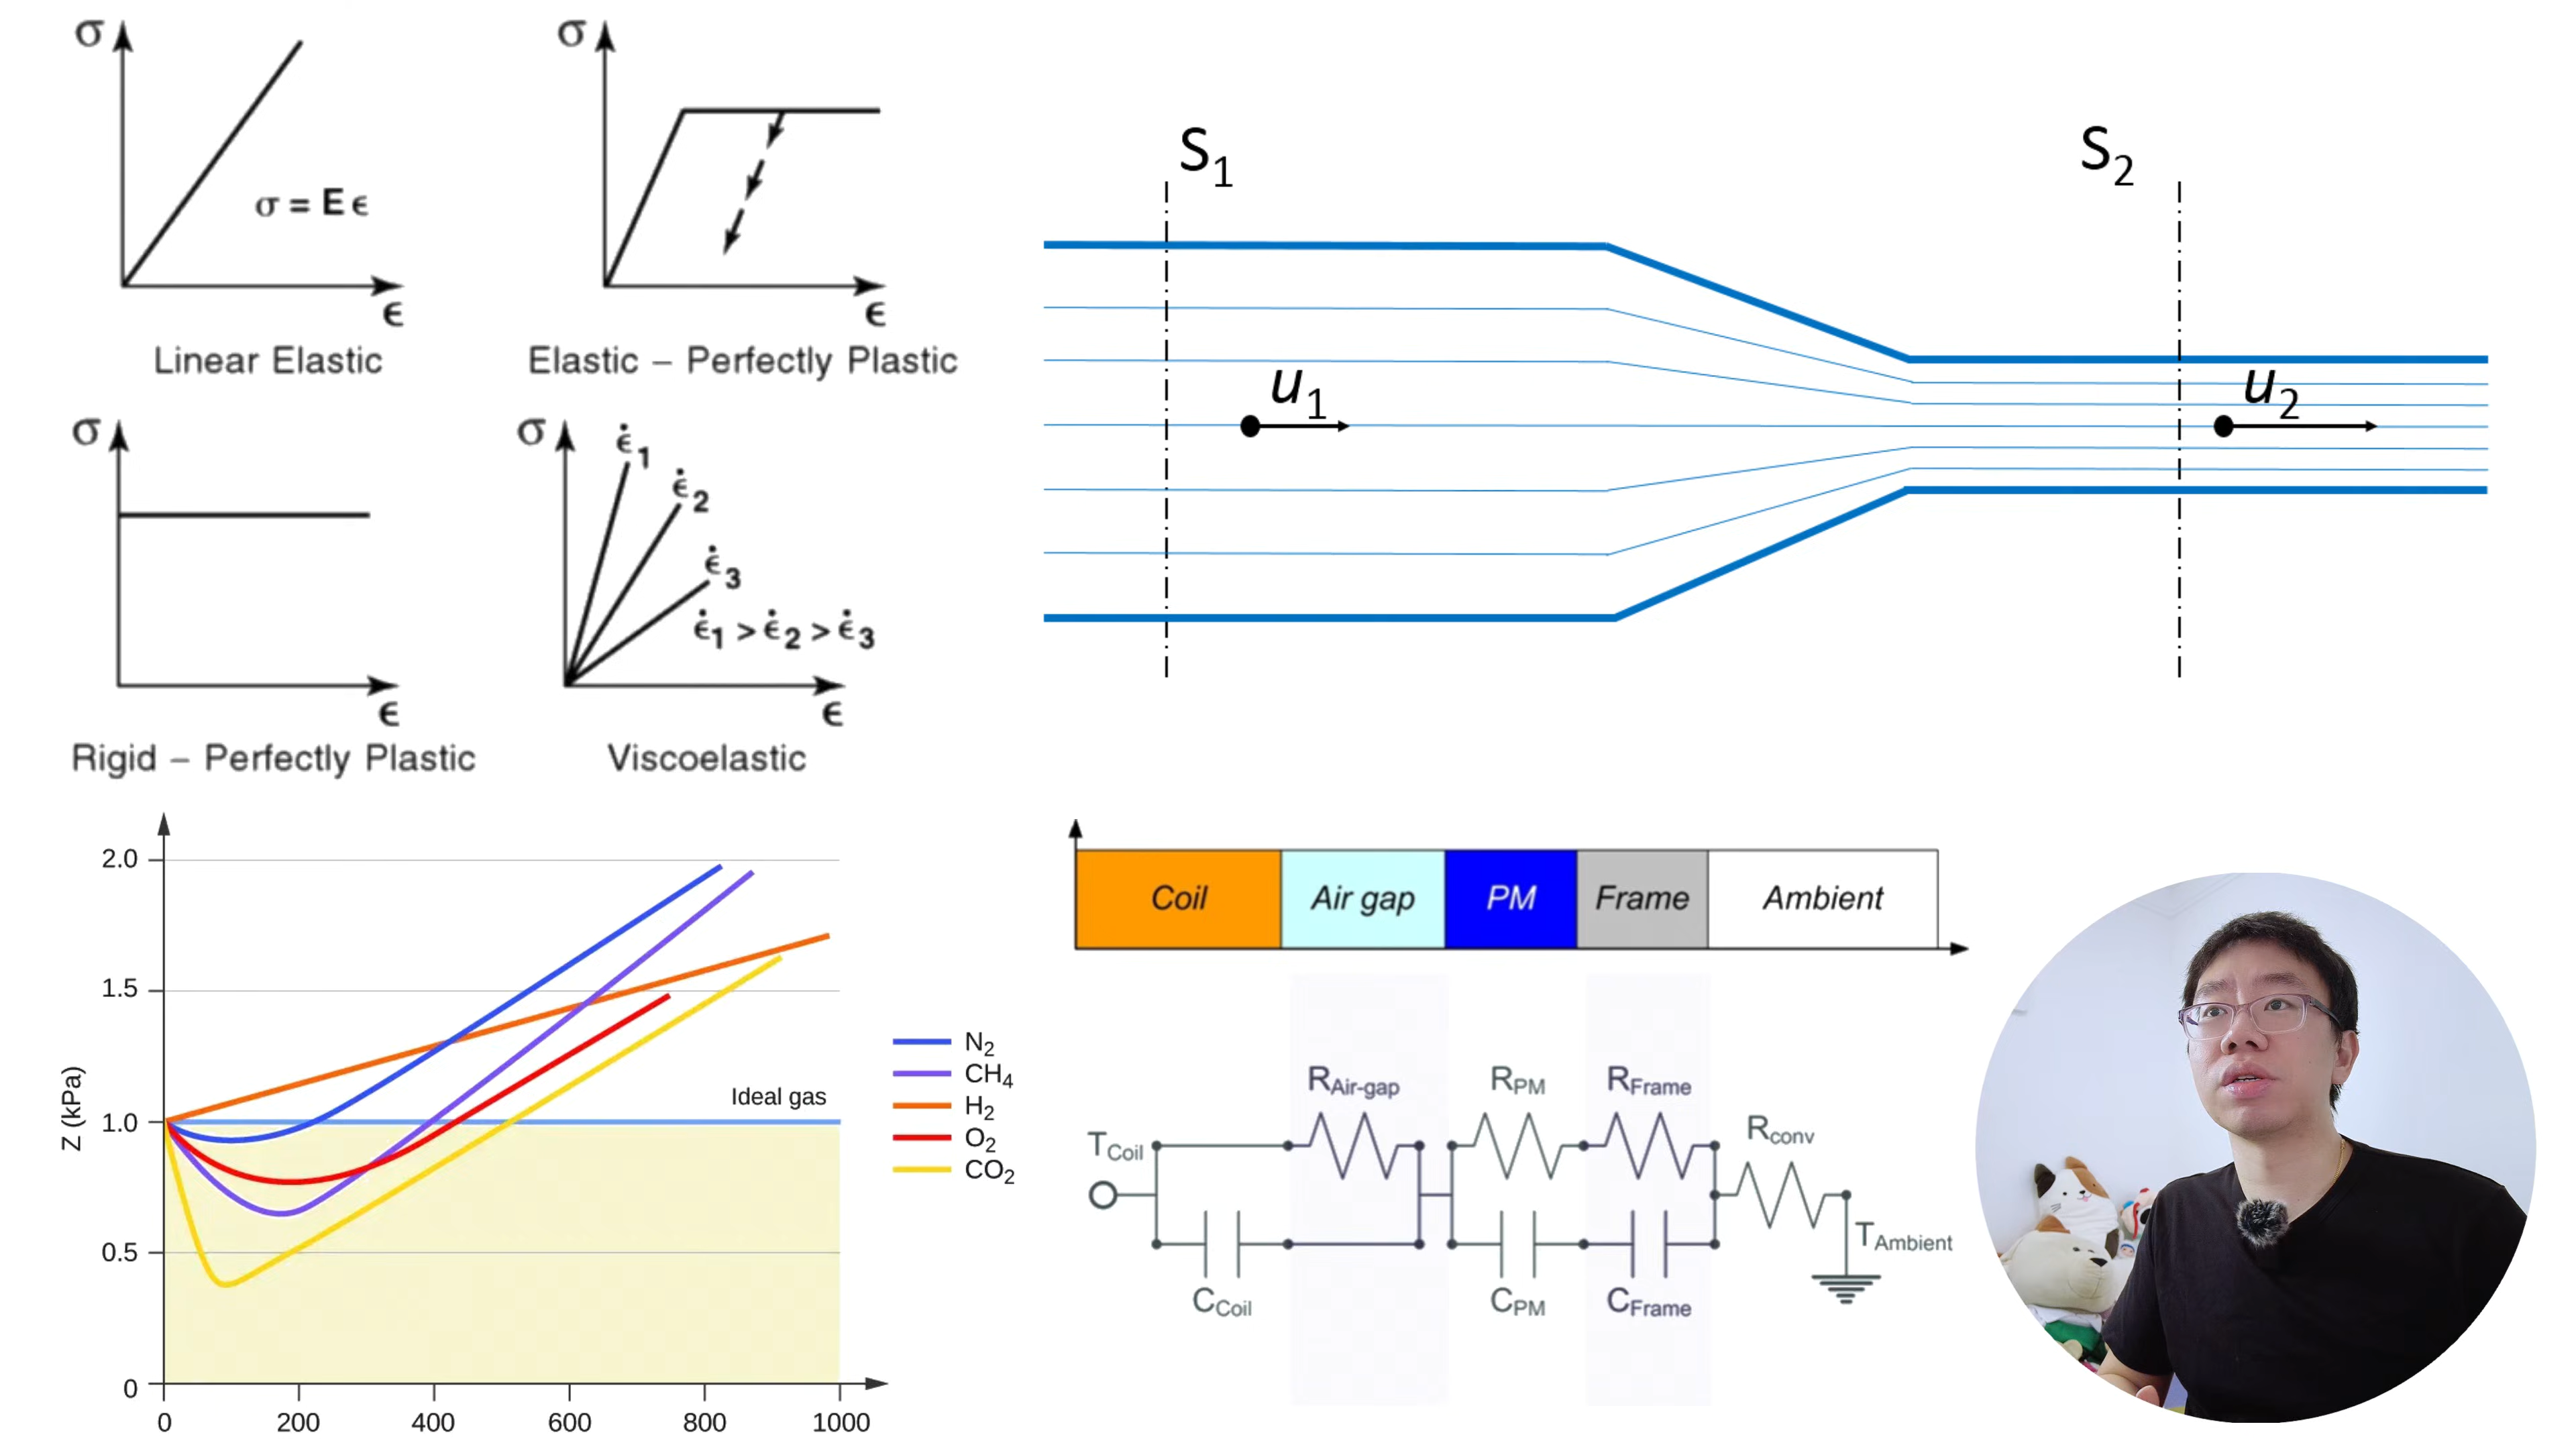 σ
σ = E ϵ
ϵ
Linear Elastic
σ
ϵ
Elastic – Perfectly Plastic
σ
ϵ
Rigid – Perfectly Plastic
σ
ϵ̇1
ϵ̇2
ϵ̇3
ϵ̇1 > ϵ̇2 > ϵ̇3
ϵ
Viscoelastic
S1
S2
u1
u2
2.0
1.5
1.0
0.5
0
Z (kPa)
Ideal gas
0 200 400 600 800 1000
N2
CH4
H2
O2
CO2
Coil Air gap PM Frame Ambient
RAir-gap RPM RFrame
Rconv
TCoil
TAmbient
CCoil CPM CFrame